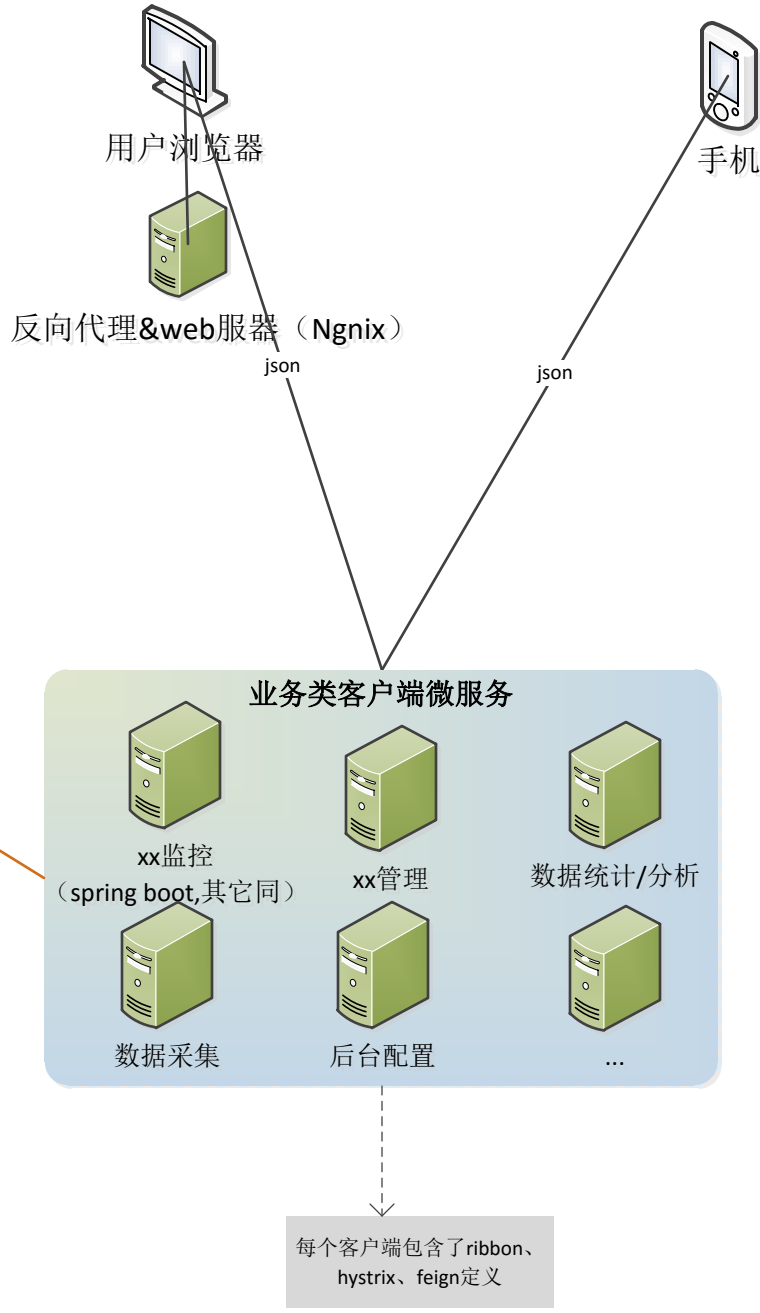 用户浏览器
手机
反向代理&web服器（Ngnix）
json
json
业务类客户端微服务
xx监控
（spring boot,其它同）
xx管理
数据统计/分析
数据采集
后台配置
...
每个客户端包含了ribbon、
hystrix、feign定义